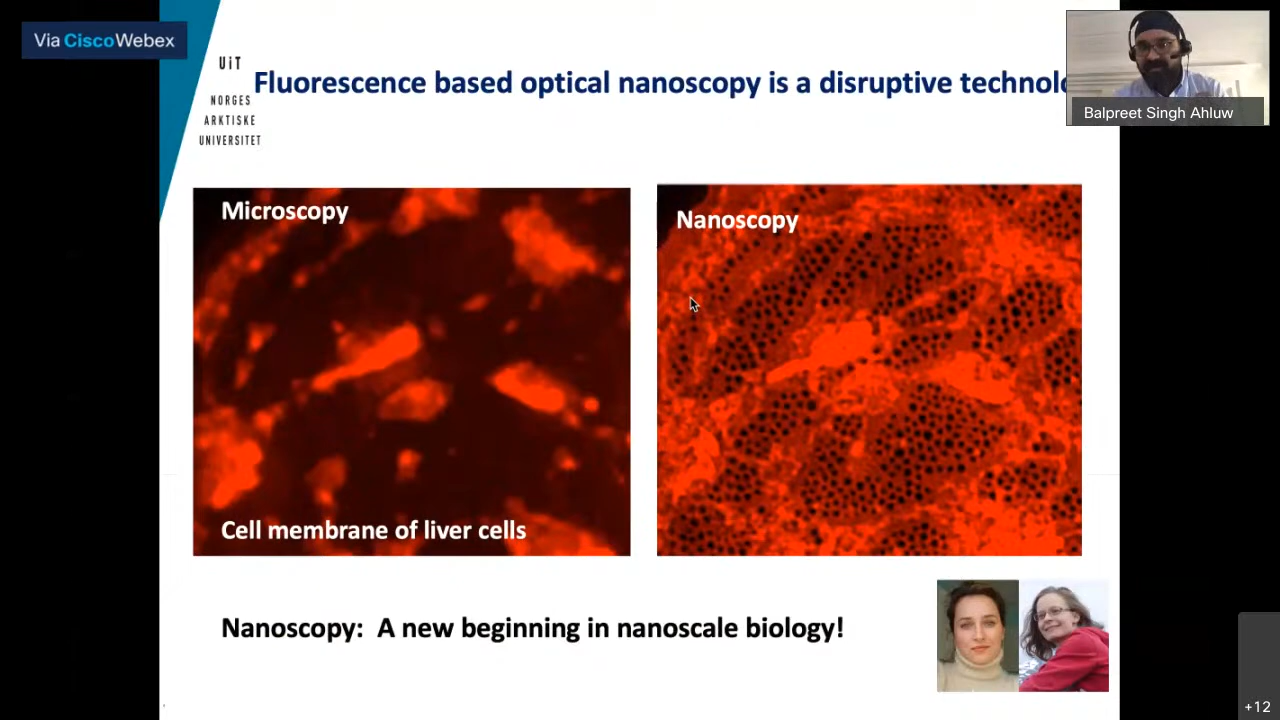 Via CiscoWebex
UiT
NORGES
ARKTISKE
UNIVERSITET
Fluorescence based optical nanoscopy is a disruptive technolo
Balpreet Singh Ahluw
Microscopy
Nanoscopy
Cell membrane of liver cells
Nanoscopy: A new beginning in nanoscale biology!
+12